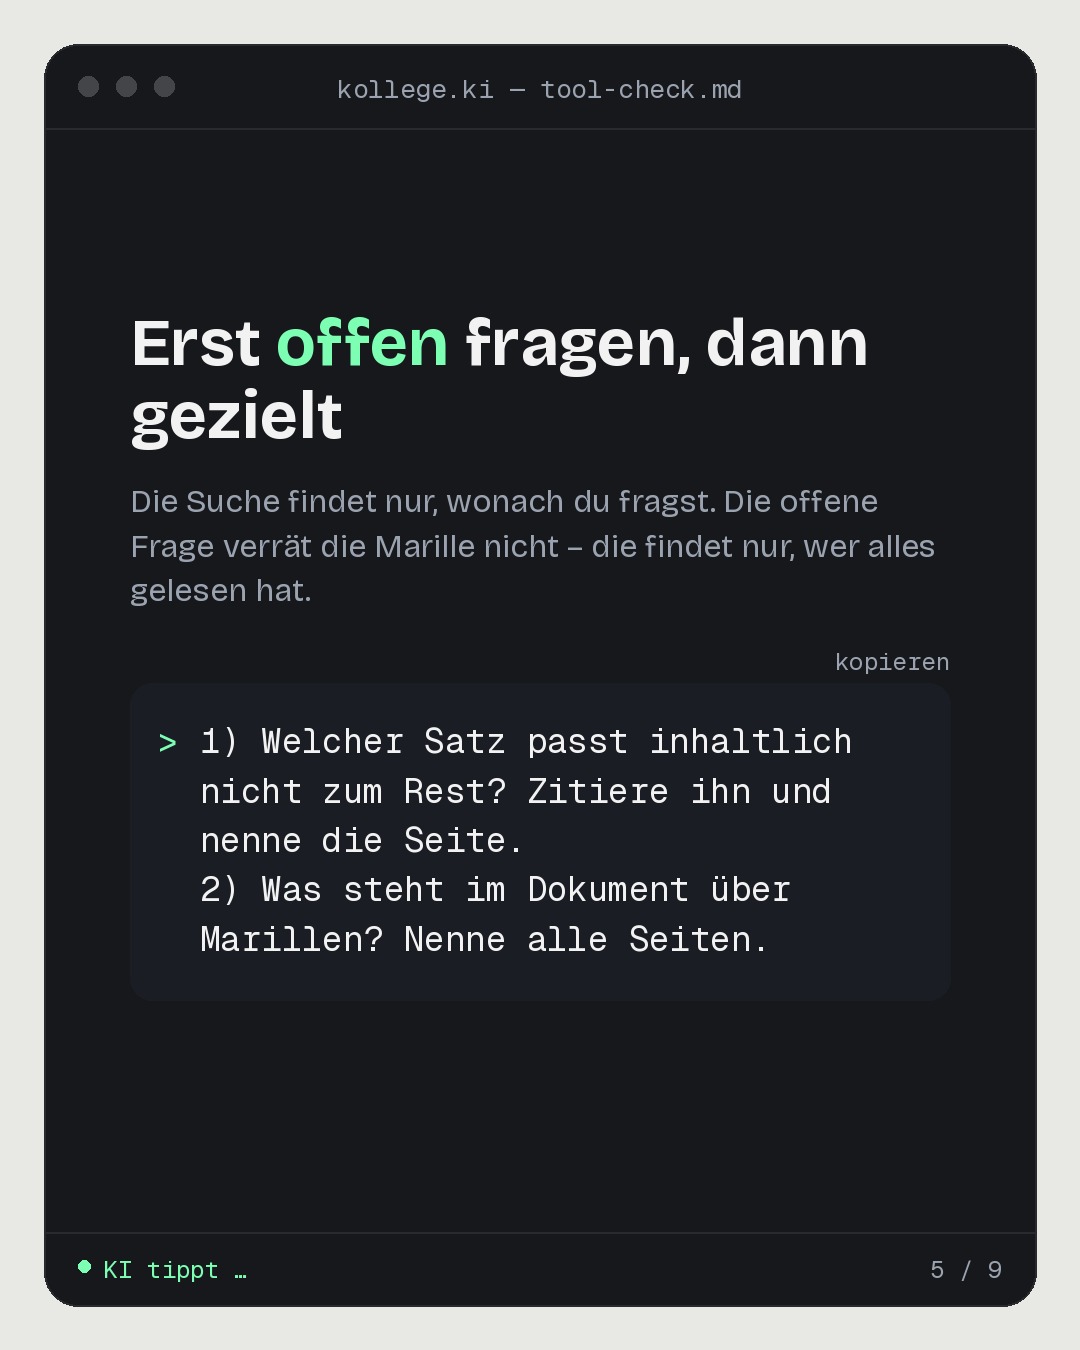 kollege.ki — tool-check.md
Erst offen fragen, dann
gezielt
Die Suche findet nur, wonach du fragst. Die offene
Frage verrät die Marille nicht – die findet nur, wer alles
gelesen hat.
kopieren
> 1) Welcher Satz passt inhaltlich
nicht zum Rest? Zitiere ihn und
nenne die Seite.
2) Was steht im Dokument über
Marillen? Nenne alle Seiten.
KI tippt …
5 / 9